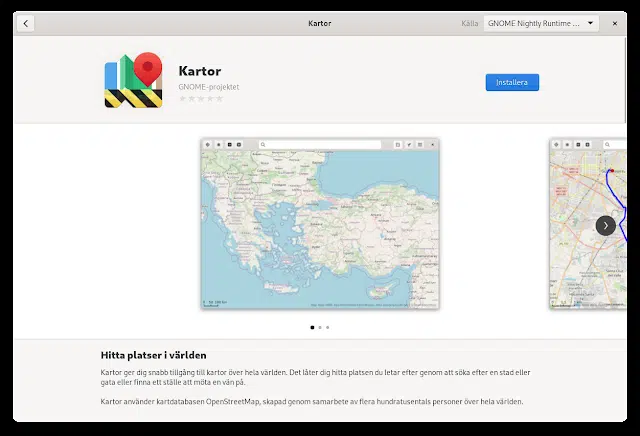 Kartor
Källa
GNOME Nightly Runtime ...
Kartor
GNOME-projektet
Installera
Hitta platser i världen
Kartor ger dig snabb tillgång till kartor över hela världen. Det låter dig hitta platsen du letar efter genom att söka efter en stad eller
gata eller finna ett ställe att möta en vän på.
Kartor använder kartdatabasen OpenStreetMap, skapad genom samarbete av flera hundratusentals personer över hela världen.